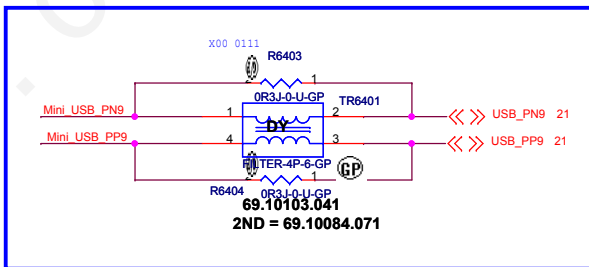 X00 0111
R6403
1
0R3J-0-U-GP
TR6401
Mini_USB_PN9
1
2
USB_PN9 21
DY
Mini_USB_PP9
4
3
USB_PP9 21
FILTER-4P-6-GP
1
GP
R6404
0R3J-0-U-GP
69.10103.041
2ND = 69.10084.071